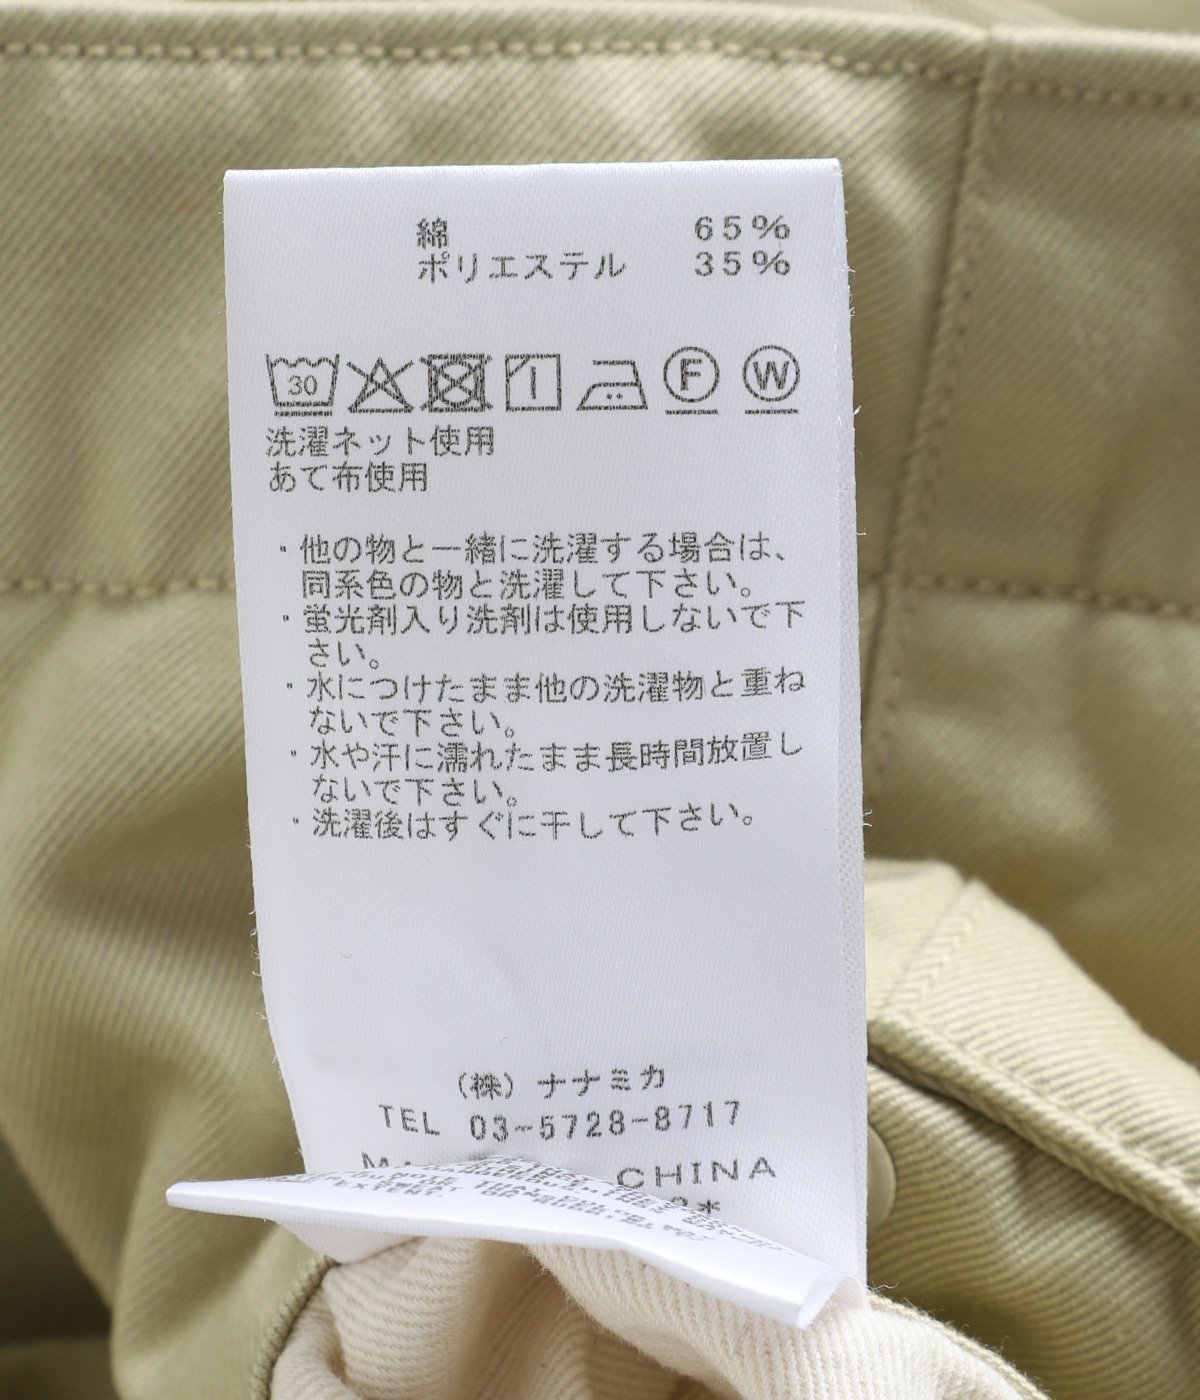 綿 65%
ポリエステル 35%
30 F W
洗濯ネット使用
あて布使用
・他の物と一緒に洗濯する場合は、
同系色の物と洗濯して下さい。
・蛍光剤入り洗剤は使用しないで下
さい。
・水につけたまま他の洗濯物と重ね
ないで下さい。
・水や汗に濡れたまま長時間放置し
ないで下さい。
・洗濯後はすぐに干して下さい。
（株）ナナミカ
TEL 03-5728-8717
CHINA
EXTENT.